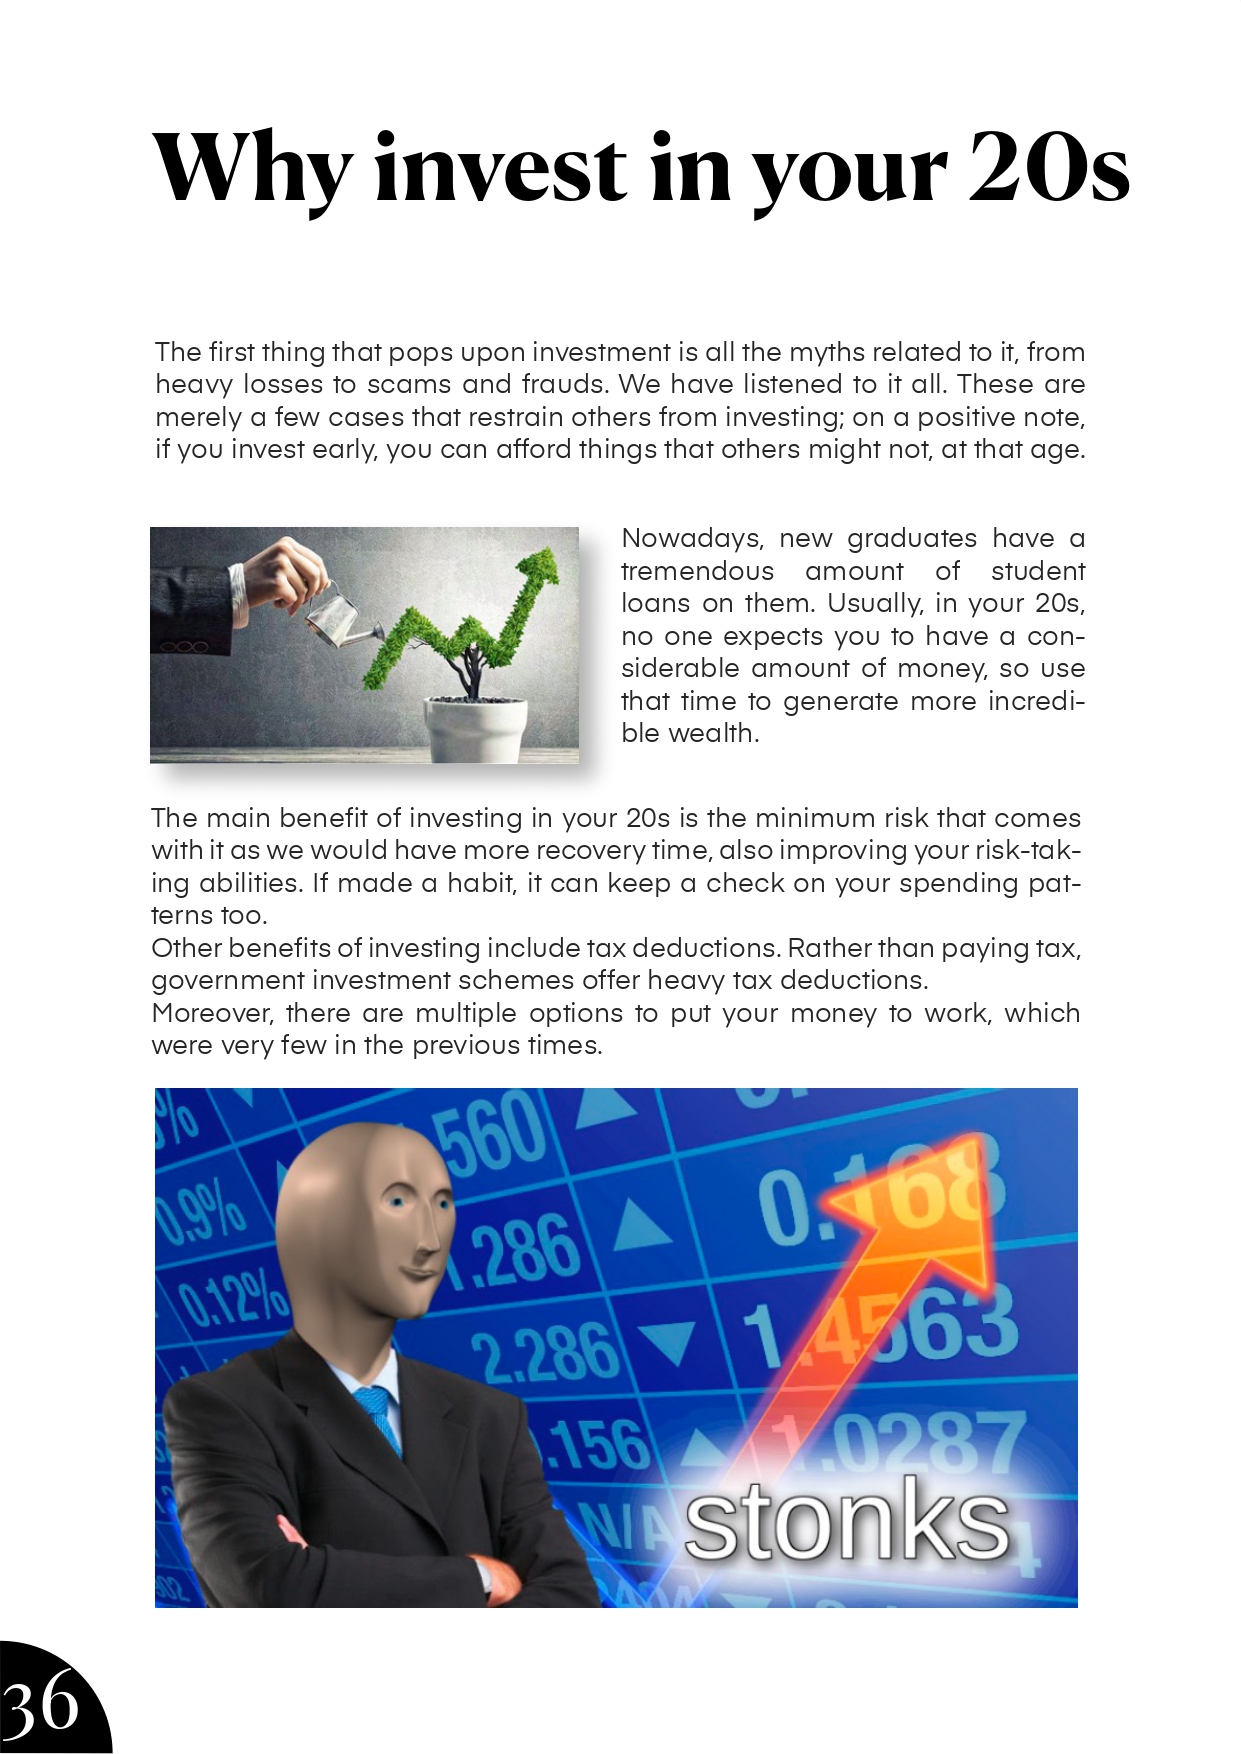 Why invest in your 20s
The first thing that pops upon investment is all the myths related to it, from
heavy losses to scams and frauds. We have listened to it all. These are
merely a few cases that restrain others from investing; on a positive note,
if you invest early, you can afford things that others might not, at that age.
Nowadays, new graduates have a
tremendous amount of student
loans on them. Usually, in your 20s,
no one expects you to have a con-
siderable amount of money, so use
that time to generate more incredi-
ble wealth.
The main benefit of investing in your 20s is the minimum risk that comes
with it as we would have more recovery time, also improving your risk-tak-
ing abilities. If made a habit, it can keep a check on your spending pat-
terns too.
Other benefits of investing include tax deductions. Rather than paying tax,
government investment schemes offer heavy tax deductions.
Moreover, there are multiple options to put your money to work, which
were very few in the previous times.
560
0.9% 0.168
1.286
0.12%
2.286 1.4563
.156 1.0287
N/A
stonks
36